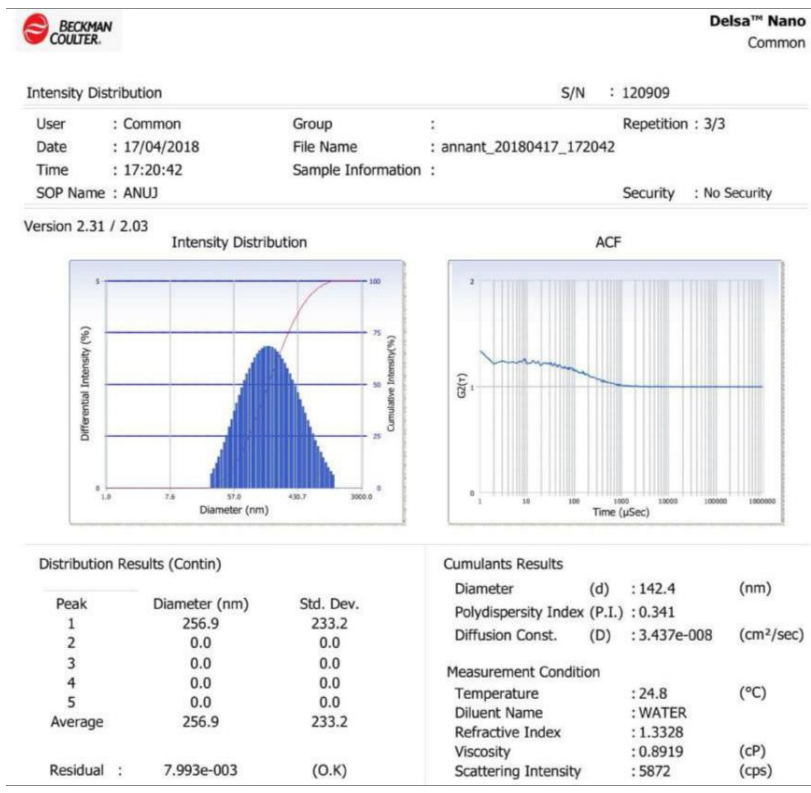 BECKMAN
COULTER.
Delsa™ Nano
Common
Intensity Distribution
S/N : 120909
User : Common Group : Repetition : 3/3
Date : 17/04/2018 File Name : annant_20180417_172042
Time : 17:20:42 Sample Information :
SOP Name : ANUJ Security : No Security
Version 2.31 / 2.03
Intensity Distribution
5
0
Differential Intensity (%)
100
75
50
25
0
Cumulative Intensity(%)
1.0 7.6 57.0 430.7 3000.0
Diameter (nm)
ACF
2
1
0
G2(τ)
1 10 100 1000 10000 100000 1000000
Time (µSec)
Distribution Results (Contin)
Peak Diameter (nm) Std. Dev.
1 256.9 233.2
2 0.0 0.0
3 0.0 0.0
4 0.0 0.0
5 0.0 0.0
Average 256.9 233.2
Residual : 7.993e-003 (O.K)
Cumulants Results
Diameter (d) : 142.4 (nm)
Polydispersity Index (P.I.) : 0.341
Diffusion Const. (D) : 3.437e-008 (cm²/sec)
Measurement Condition
Temperature : 24.8 (°C)
Diluent Name : WATER
Refractive Index : 1.3328
Viscosity : 0.8919 (cP)
Scattering Intensity : 5872 (cps)